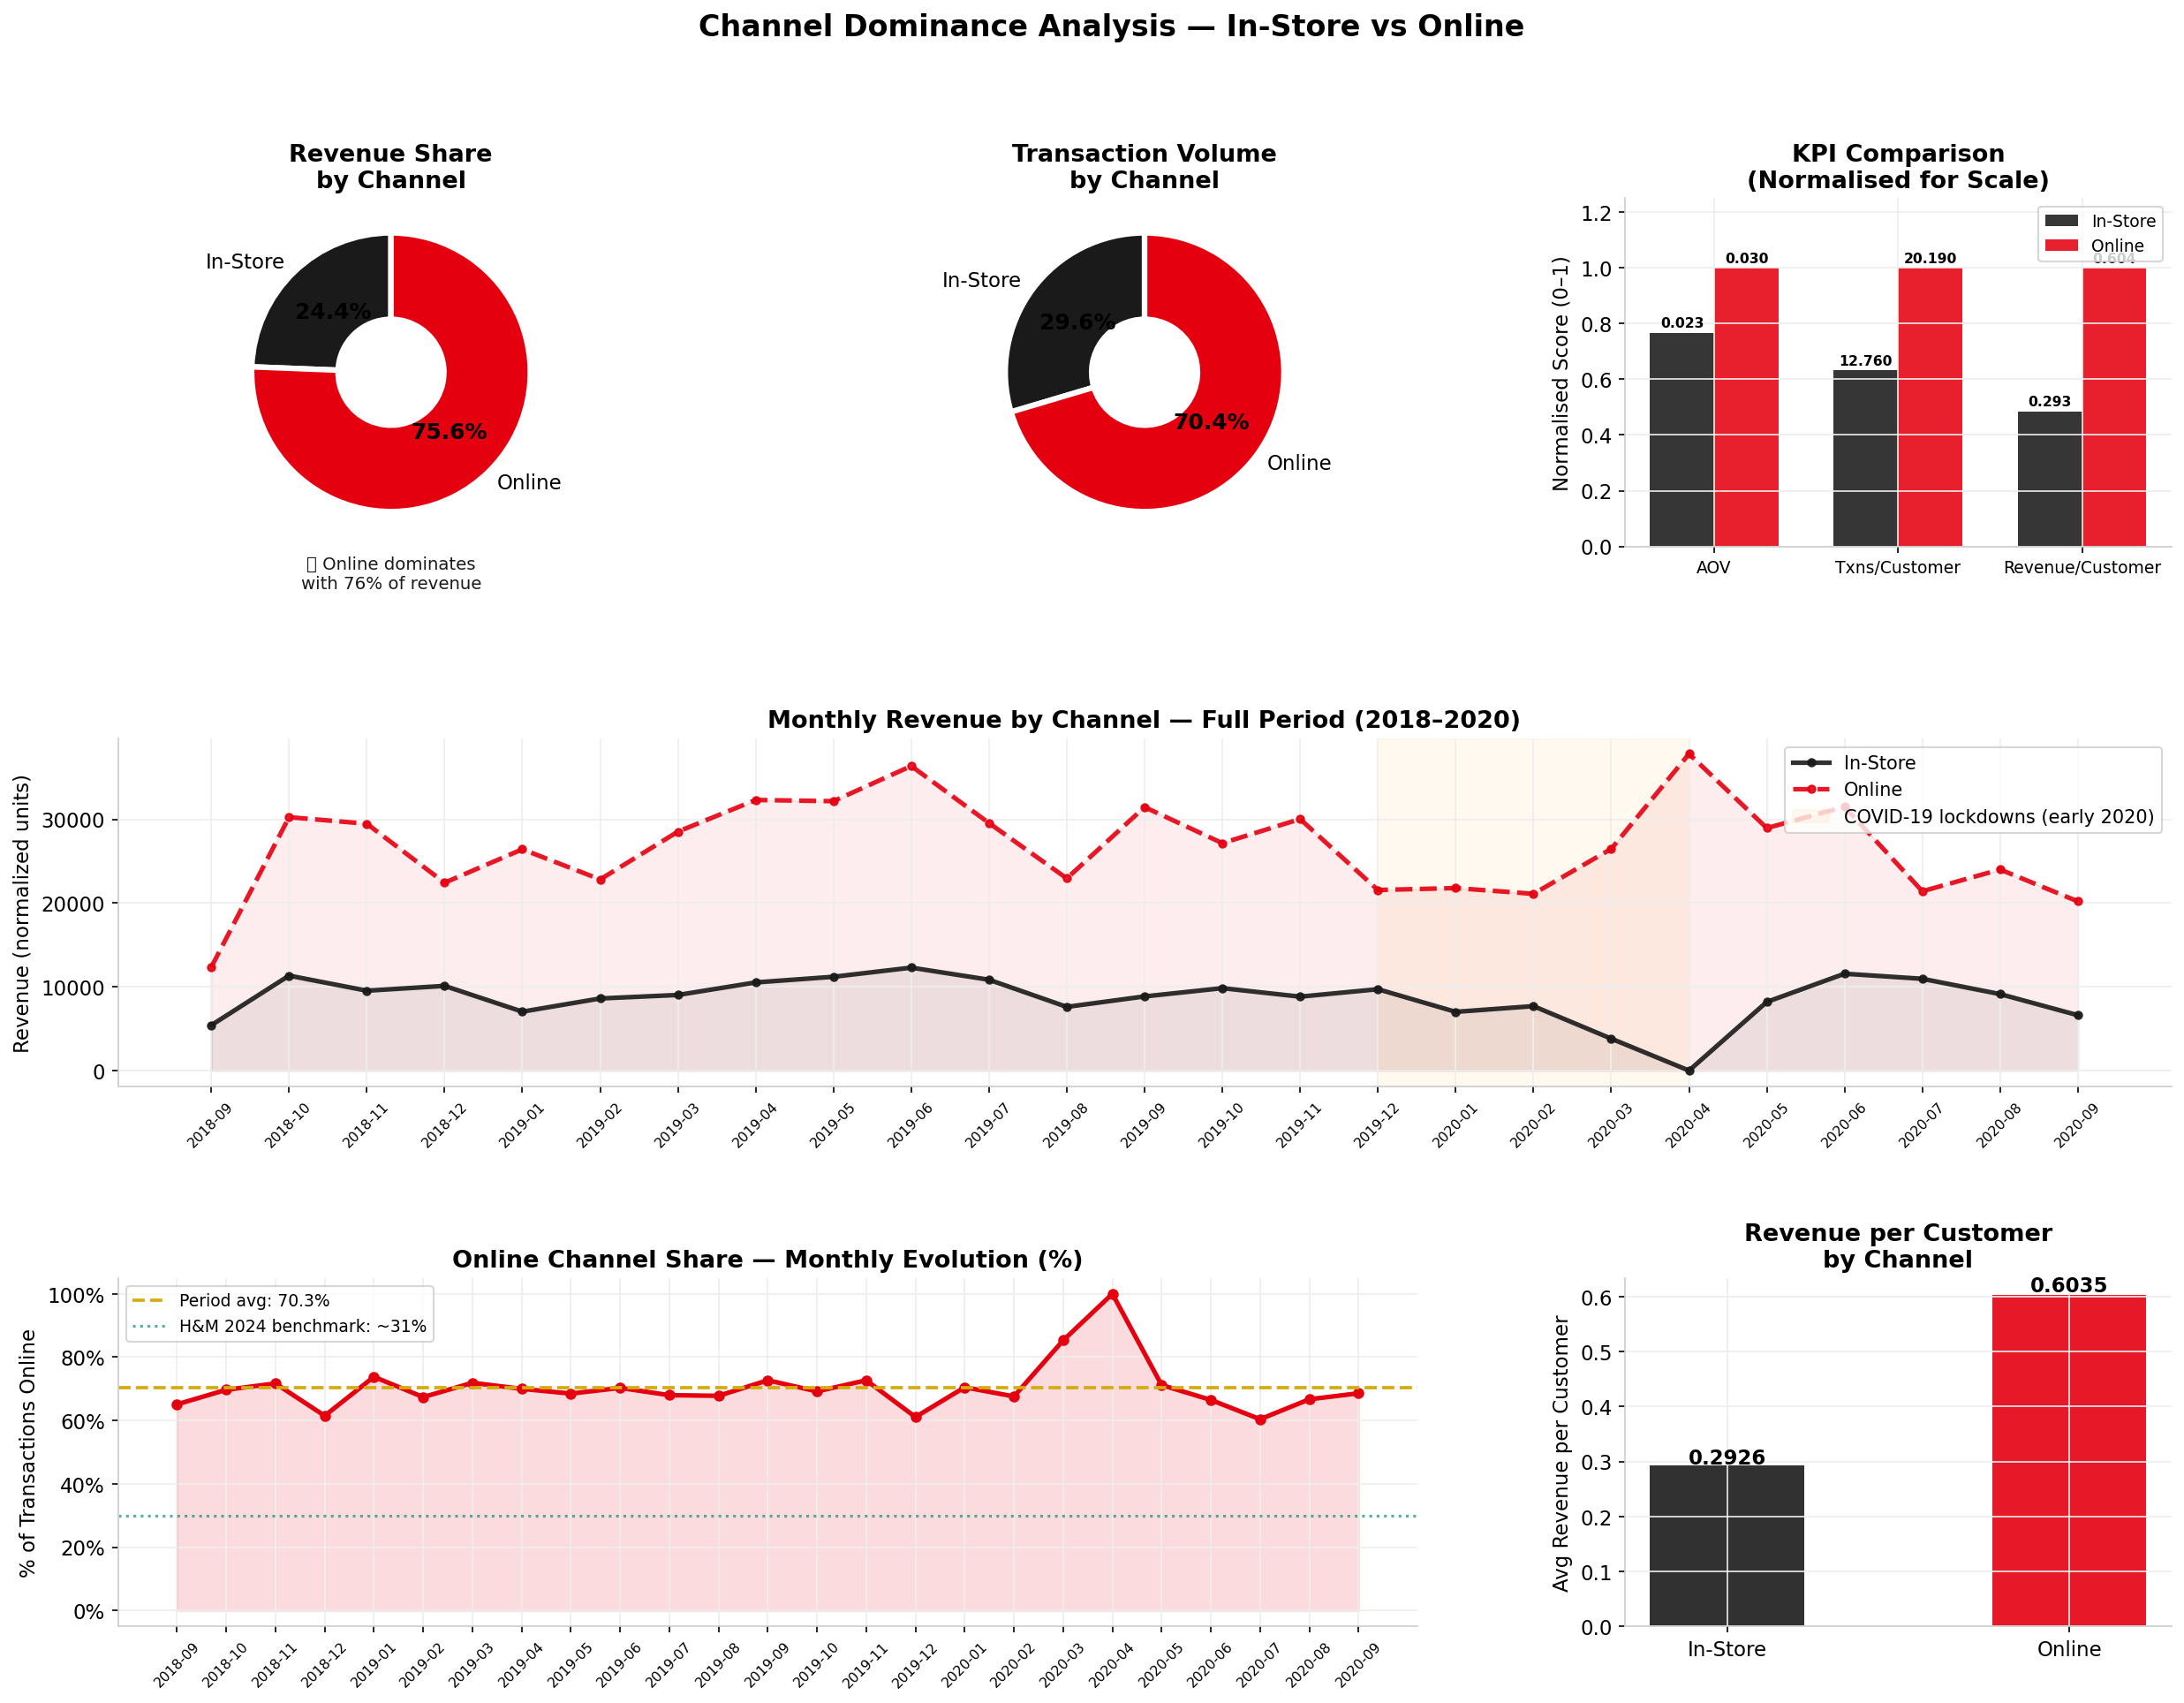 Channel Dominance Analysis — In-Store vs Online
Revenue Share
by Channel
In-Store
24.4%
75.6%
Online
Online dominates
with 76% of revenue
Transaction Volume
by Channel
In-Store
29.6%
70.4%
Online
KPI Comparison
(Normalised for Scale)
Normalised Score (0–1)
1.2
1.0
0.8
0.6
0.4
0.2
0.0
In-Store
Online
0.023
0.030
12.760
20.190
0.293
0.604
AOV
Txns/Customer
Revenue/Customer
Monthly Revenue by Channel — Full Period (2018–2020)
Revenue (normalized units)
30000
20000
10000
0
In-Store
Online
COVID-19 lockdowns (early 2020)
2018-09
2018-10
2018-11
2018-12
2019-01
2019-02
2019-03
2019-04
2019-05
2019-06
2019-07
2019-08
2019-09
2019-10
2019-11
2019-12
2020-01
2020-02
2020-03
2020-04
2020-05
2020-06
2020-07
2020-08
2020-09
Online Channel Share — Monthly Evolution (%)
% of Transactions Online
100%
80%
60%
40%
20%
0%
Period avg: 70.3%
H&M 2024 benchmark: ~31%
2018-09
2018-10
2018-11
2018-12
2019-01
2019-02
2019-03
2019-04
2019-05
2019-06
2019-07
2019-08
2019-09
2019-10
2019-11
2019-12
2020-01
2020-02
2020-03
2020-04
2020-05
2020-06
2020-07
2020-08
2020-09
Revenue per Customer
by Channel
Avg Revenue per Customer
0.6
0.5
0.4
0.3
0.2
0.1
0.0
0.2926
0.6035
In-Store
Online